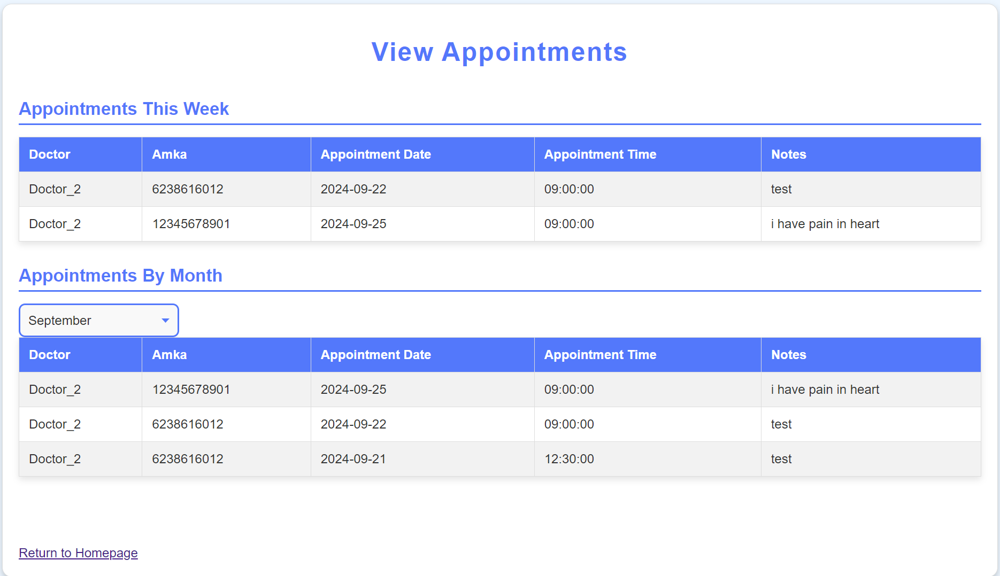 View Appointments
Appointments This Week
Doctor Amka Appointment Date Appointment Time Notes
Doctor_2 6238616012 2024-09-22 09:00:00 test
Doctor_2 12345678901 2024-09-25 09:00:00 i have pain in heart
Appointments By Month
September
Doctor Amka Appointment Date Appointment Time Notes
Doctor_2 12345678901 2024-09-25 09:00:00 i have pain in heart
Doctor_2 6238616012 2024-09-22 09:00:00 test
Doctor_2 6238616012 2024-09-21 12:30:00 test
Return to Homepage